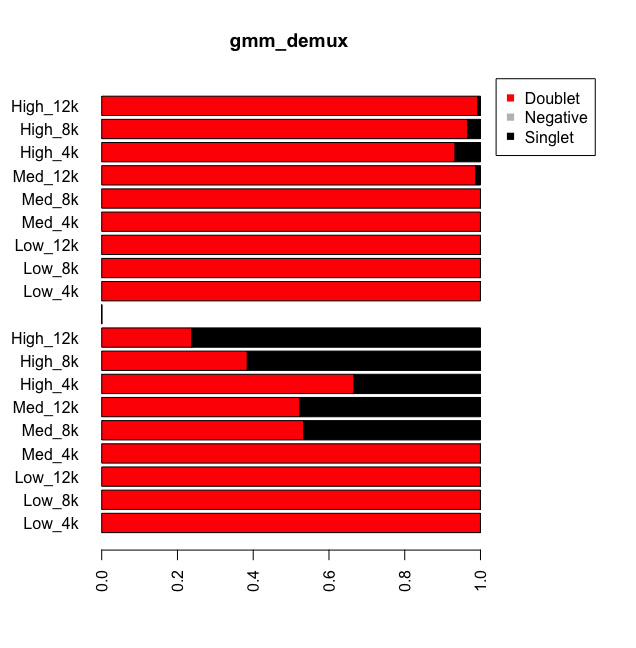 gmm_demux
Doublet
Negative
Singlet
High_12k
High_8k
High_4k
Med_12k
Med_8k
Med_4k
Low_12k
Low_8k
Low_4k
High_12k
High_8k
High_4k
Med_12k
Med_8k
Med_4k
Low_12k
Low_8k
Low_4k
0.0
0.2
0.4
0.6
0.8
1.0